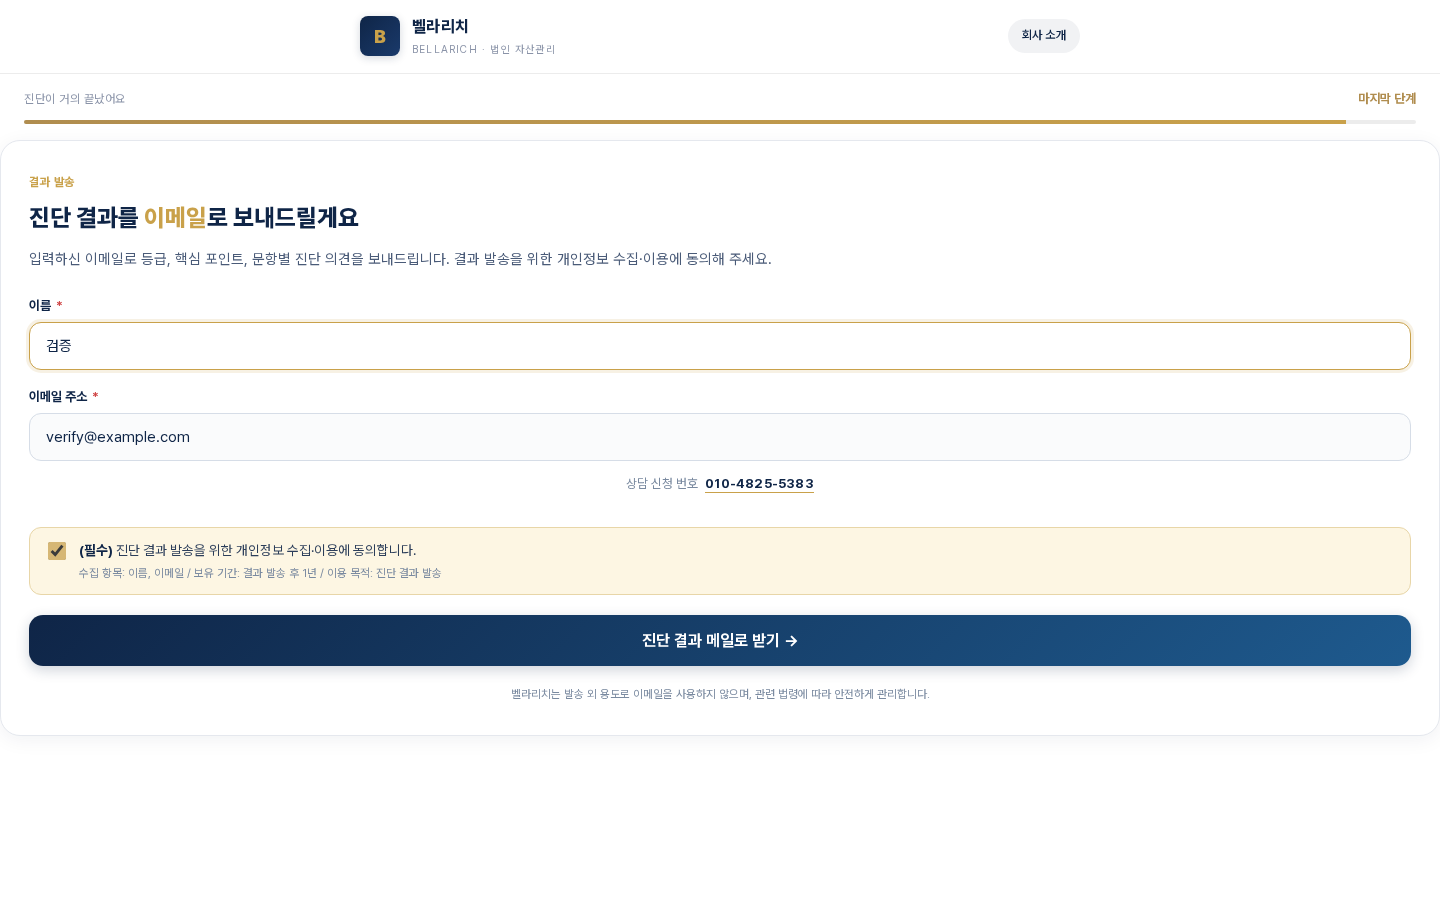 B
벨라리치
BELLARICH · 법인 자산관리
회사 소개
진단이 거의 끝났어요
마지막 단계
결과 발송
진단 결과를 이메일로 보내드릴게요
입력하신 이메일로 등급, 핵심 포인트, 문항별 진단 의견을 보내드립니다. 결과 발송을 위한 개인정보 수집·이용에 동의해 주세요.
이름 *
검증
이메일 주소 *
verify@example.com
상담 신청 번호 010-4825-5383
(필수) 진단 결과 발송을 위한 개인정보 수집·이용에 동의합니다.
수집 항목: 이름, 이메일 / 보유 기간: 결과 발송 후 1년 / 이용 목적: 진단 결과 발송
진단 결과 메일로 받기 →
벨라리치는 발송 외 용도로 이메일을 사용하지 않으며, 관련 법령에 따라 안전하게 관리합니다.